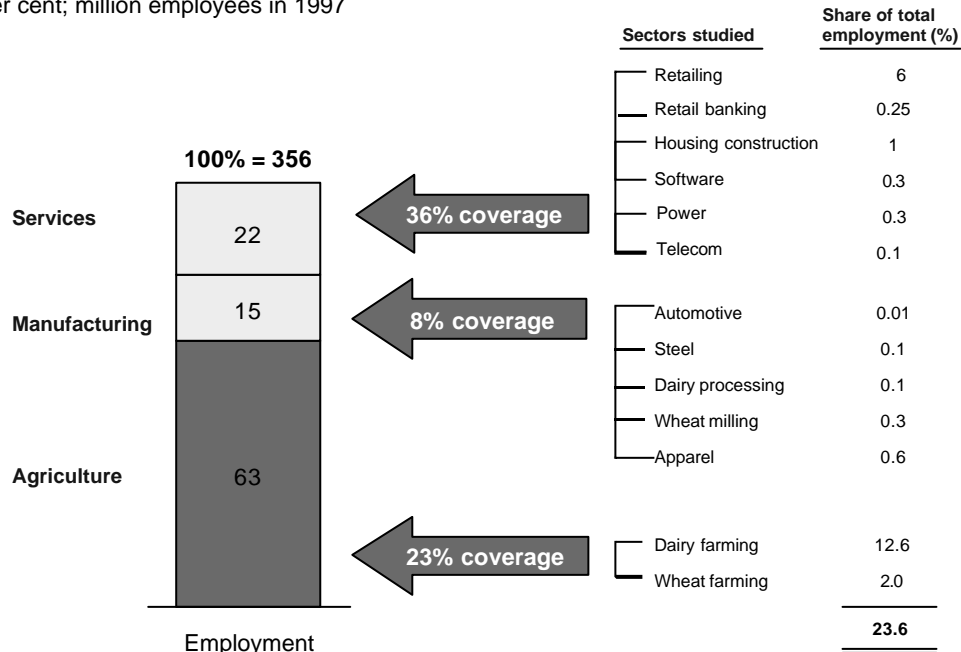 er cent; million employees in 1997
Sectors studied
Share of total
employment (%)
Retailing 6
Retail banking 0.25
Housing construction 1
Software 0.3
Power 0.3
Telecom 0.1
100% = 356
Services 22 36% coverage
Manufacturing 15 8% coverage
Automotive 0.01
Steel 0.1
Dairy processing 0.1
Wheat milling 0.3
Apparel 0.6
Agriculture 63 23% coverage
Dairy farming 12.6
Wheat farming 2.0
23.6
Employment